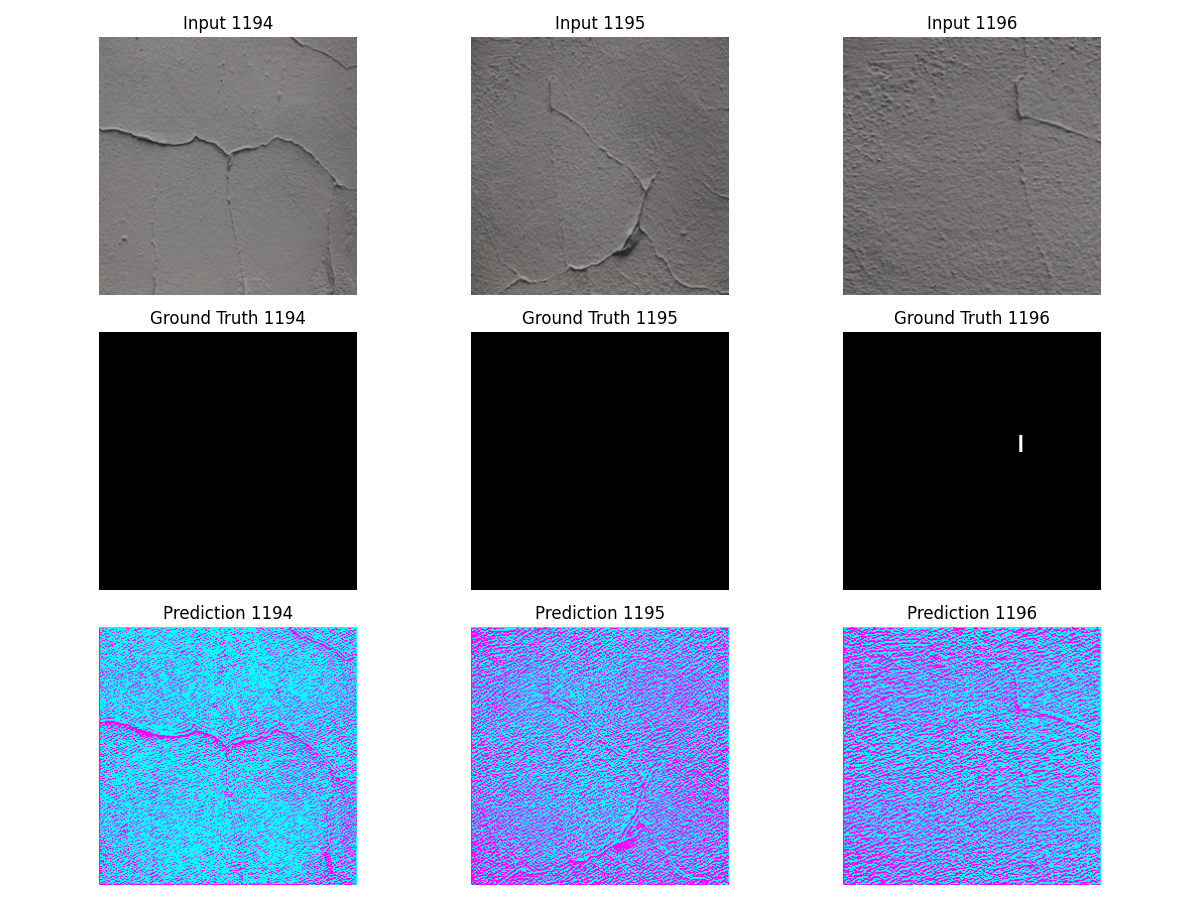 Input 1194
Input 1195
Input 1196
Ground Truth 1194
Ground Truth 1195
Ground Truth 1196
Prediction 1194
Prediction 1195
Prediction 1196